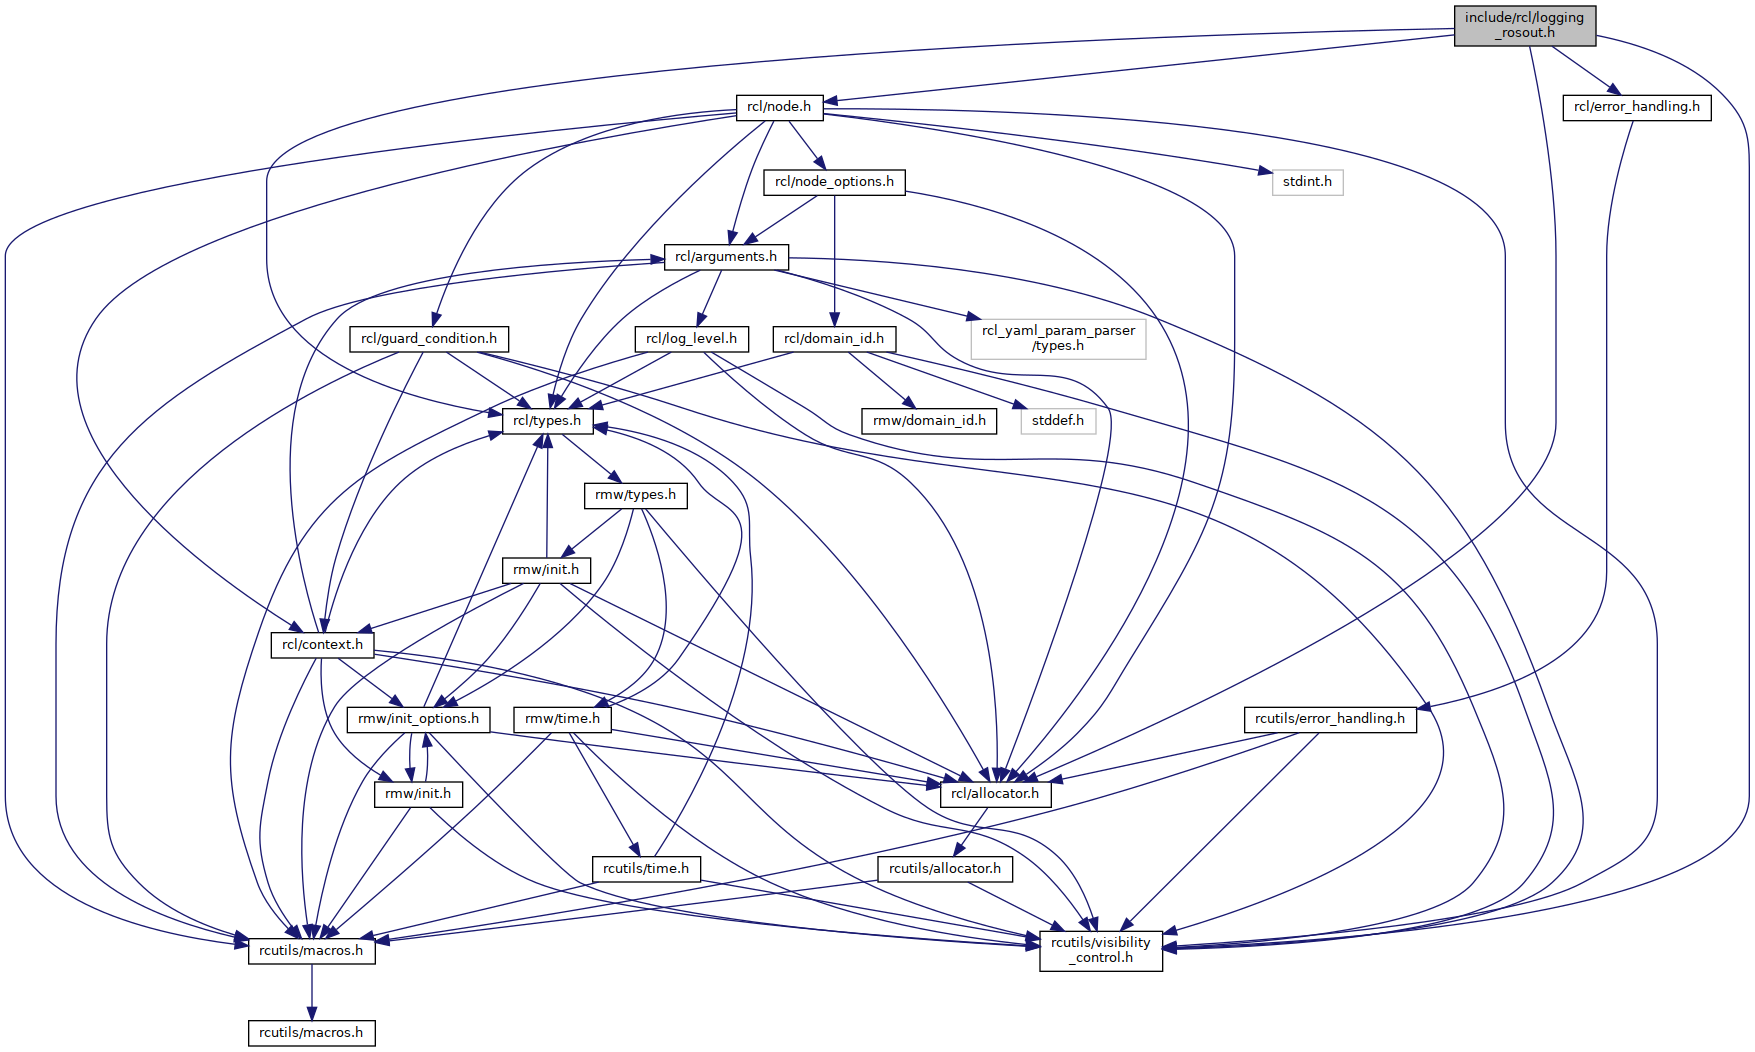 include/rcl/logging
_rosout.h
rcl/node.h
rcl/error_handling.h
rcl/node_options.h
stdint.h
rcl/arguments.h
rcl/guard_condition.h
rcl/log_level.h
rcl/domain_id.h
rcl_yaml_param_parser
/types.h
rcl/types.h
rmw/domain_id.h
stddef.h
rmw/types.h
rmw/init.h
rcl/context.h
rmw/init_options.h
rmw/time.h
rcutils/error_handling.h
rmw/init.h
rcl/allocator.h
rcutils/time.h
rcutils/allocator.h
rcutils/macros.h
rcutils/visibility
_control.h
rcutils/macros.h